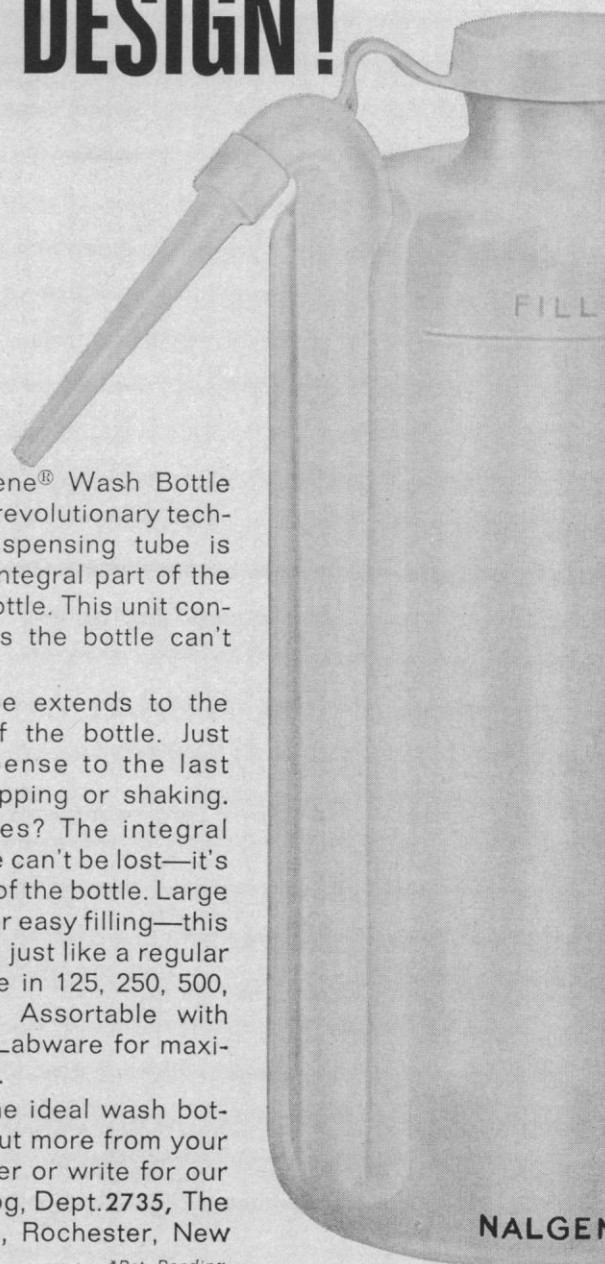 DESIGN!
FILL
ene® Wash Bottle
revolutionary tech-
spensing tube is
ntegral part of the
ottle. This unit con-
s the bottle can't
e extends to the
f the bottle. Just
ense to the last
pping or shaking.
es? The integral
e can't be lost—it's
of the bottle. Large
r easy filling—this
just like a regular
e in 125, 250, 500,
Assortable with
Labware for maxi-
.
ne ideal wash bot-
ut more from your
er or write for our
og, Dept. 2735, The
, Rochester, New
NALGEN